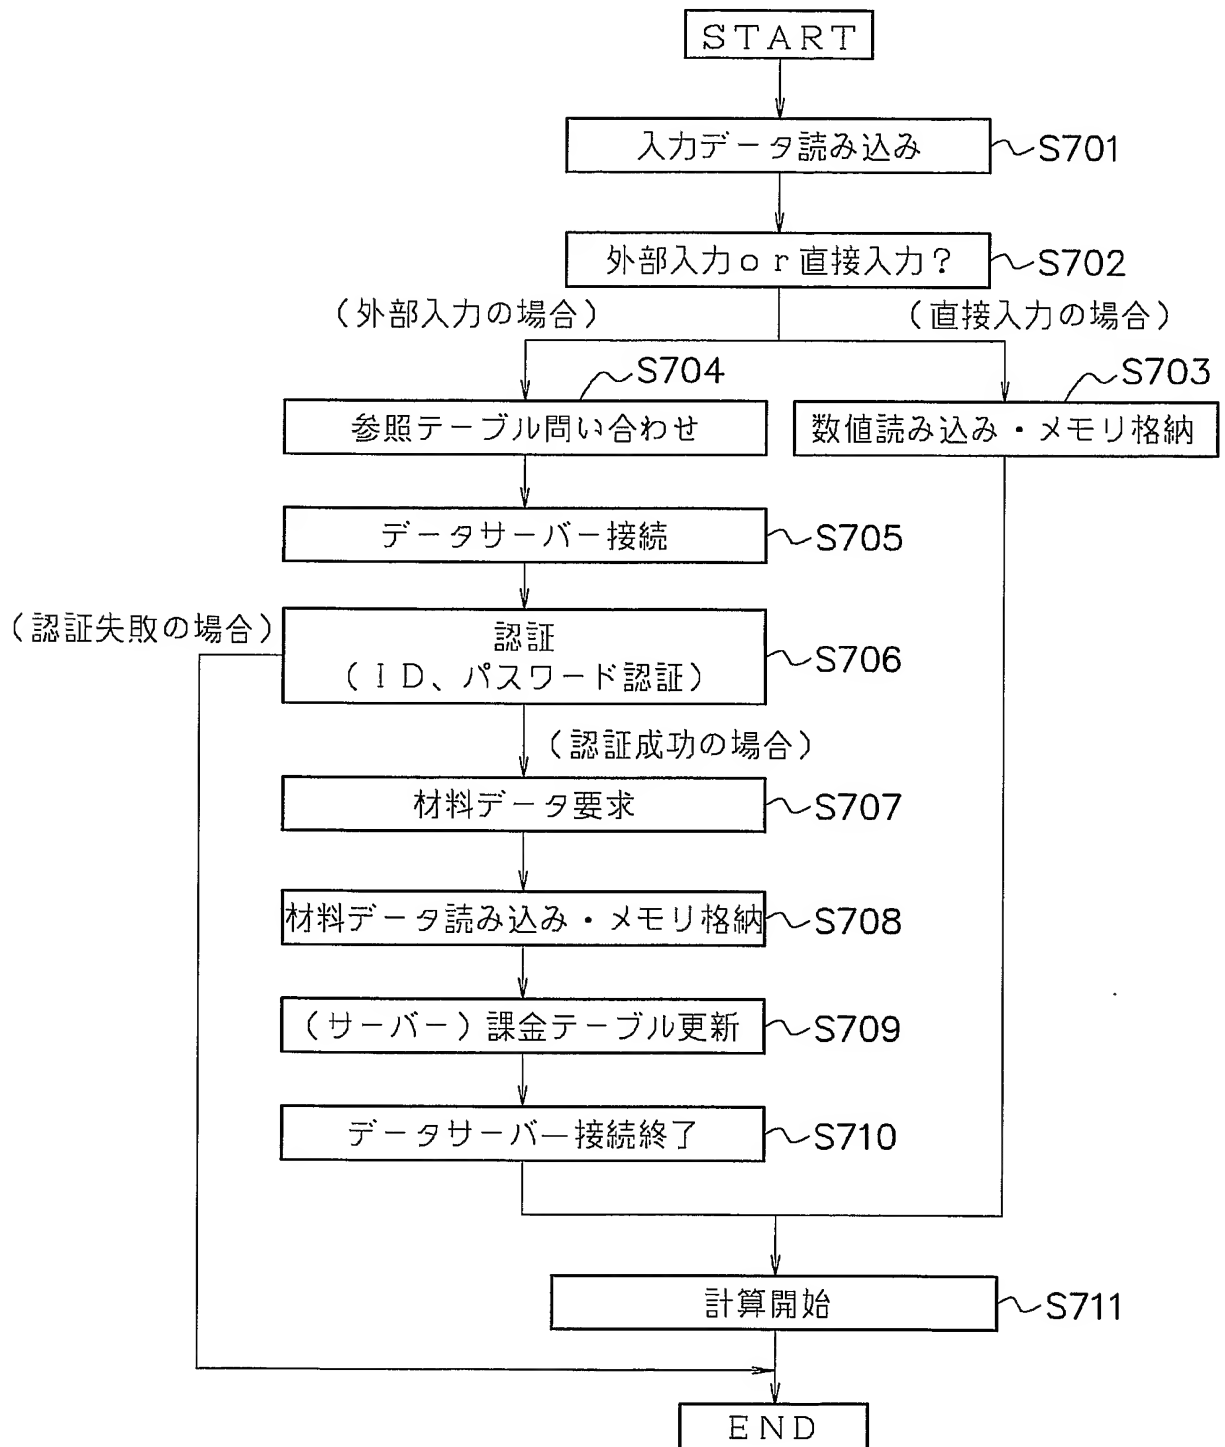 START
入力データ読み込み
S701
外部入力or直接入力?
S702
(外部入力の場合)
(直接入力の場合)
S704
S703
参照テーブル問い合わせ
数値読み込み・メモリ格納
データサーバー接続
S705
(認証失敗の場合)
認証
(ID、パスワード認証)
S706
(認証成功の場合)
材料データ要求
S707
材料データ読み込み・メモリ格納
S708
(サーバー)課金テーブル更新
S709
データサーバー接続終了
S710
計算開始
S711
END